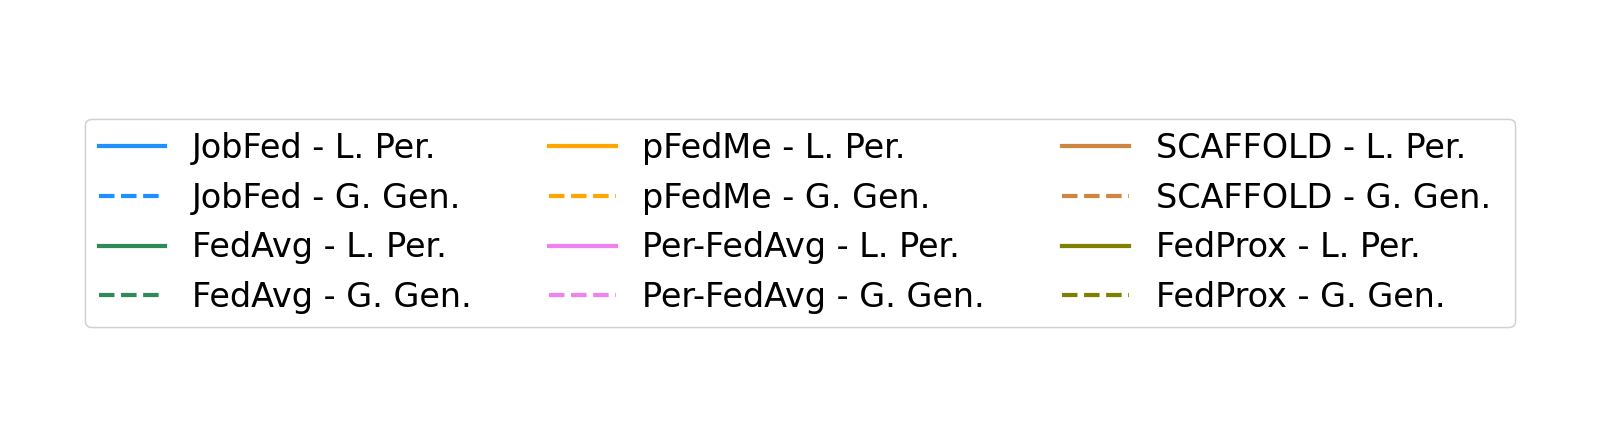 JobFed - L. Per.
JobFed - G. Gen.
FedAvg - L. Per.
FedAvg - G. Gen.
pFedMe - L. Per.
pFedMe - G. Gen.
Per-FedAvg - L. Per.
Per-FedAvg - G. Gen.
SCAFFOLD - L. Per.
SCAFFOLD - G. Gen.
FedProx - L. Per.
FedProx - G. Gen.